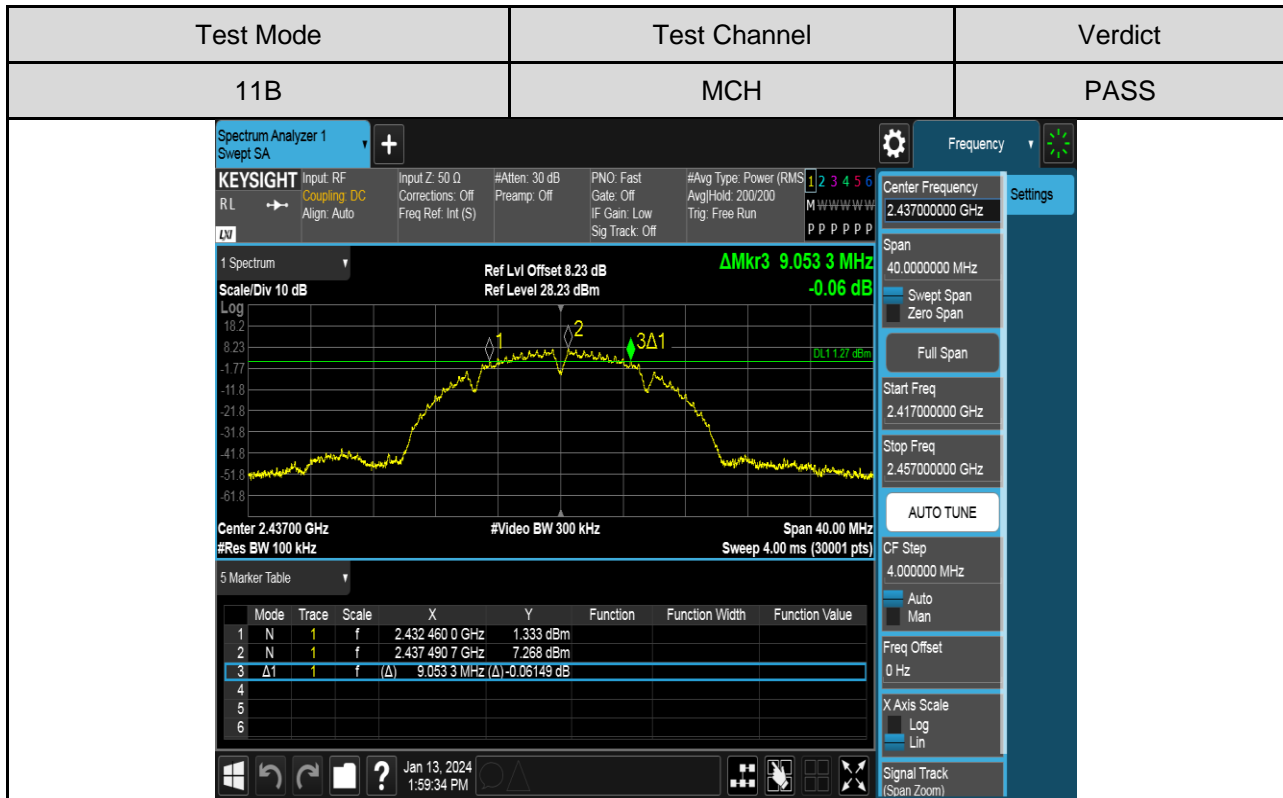 Test Mode Test Channel Verdict
11B MCH PASS
Spectrum Analyzer 1
Swept SA
Frequency
KEYSIGHT Input: RF Input Z: 50 Ω #Atten: 30 dB PNO: Fast #Avg Type: Power (RMS 1 2 3 4 5 6
RL Coupling: DC Corrections: Off Preamp: Off Gate: Off Avg|Hold: 200/200
Align: Auto Freq Ref: Int (S) IF Gain: Low Trig: Free Run M W W W W W
LXI Sig Track: Off P P P P P P
1 Spectrum
Ref Lvl Offset 8.23 dB ΔMkr3 9.053 3 MHz
Scale/Div 10 dB Ref Level 28.23 dBm -0.06 dB
Log
18.2
8.23
-1.77
-11.8
-21.8
-31.8
-41.8
-51.8
-61.8
1 2 3Δ1
DL1 1.27 dBm
Center 2.43700 GHz #Video BW 300 kHz Span 40.00 MHz
#Res BW 100 kHz Sweep 4.00 ms (30001 pts)
5 Marker Table
Mode Trace Scale X Y Function Function Width Function Value
1 N 1 f 2.432 460 0 GHz 1.333 dBm
2 N 1 f 2.437 490 7 GHz 7.268 dBm
3 Δ1 1 f (Δ) 9.053 3 MHz (Δ) -0.06149 dB
4
5
6
Jan 13, 2024
1:59:34 PM
?
Center Frequency
2.437000000 GHz
Settings
Span
40.0000000 MHz
Swept Span
Zero Span
Full Span
Start Freq
2.417000000 GHz
Stop Freq
2.457000000 GHz
AUTO TUNE
CF Step
4.000000 MHz
Auto
Man
Freq Offset
0 Hz
X Axis Scale
Log
Lin
Signal Track
(Span Zoom)